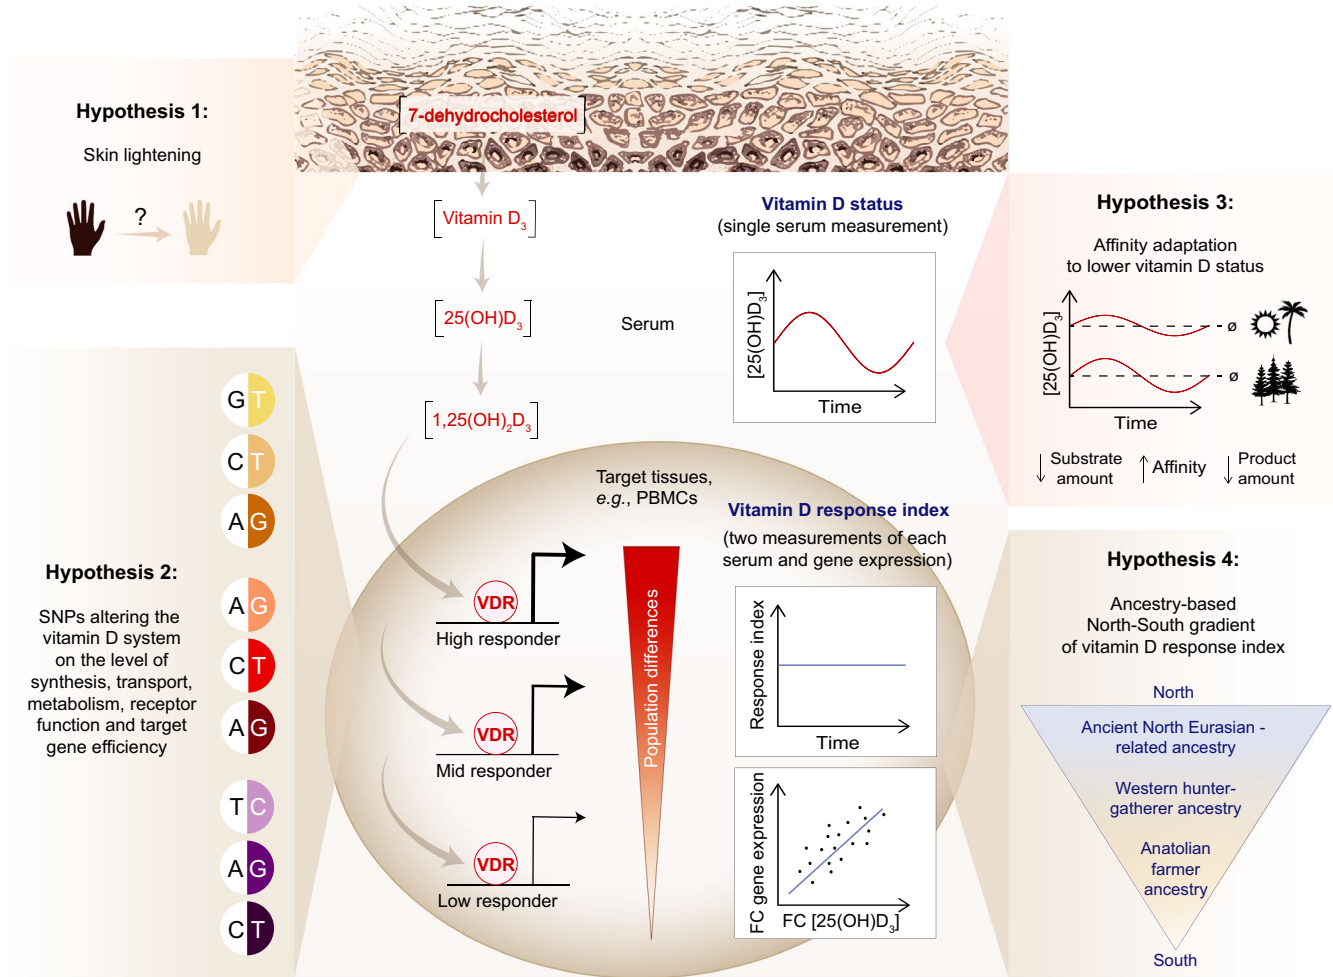 Hypothesis 1:
Skin lightening
?
7-dehydrocholesterol
[Vitamin D₃]
[25(OH)D₃]
[1,25(OH)₂D₃]
Serum
Vitamin D status
(single serum measurement)
[25(OH)D₃]
Time
Hypothesis 3:
Affinity adaptation
to lower vitamin D status
[25(OH)D₃]
ø
ø
Time
↓ Substrate amount
↑ Affinity
↓ Product amount
G T
C T
A G
A G
C T
A G
T C
A G
C T
Hypothesis 2:
SNPs altering the
vitamin D system
on the level of
synthesis, transport,
metabolism, receptor
function and target
gene efficiency
Target tissues,
e.g., PBMCs
VDR
High responder
VDR
Mid responder
VDR
Low responder
Population differences
Vitamin D response index
(two measurements of each
serum and gene expression)
Response index
Time
FC gene expression
FC [25(OH)D₃]
Hypothesis 4:
Ancestry-based
North-South gradient
of vitamin D response index
North
Ancient North Eurasian -
related ancestry
Western hunter-
gatherer ancestry
Anatolian
farmer
ancestry
South